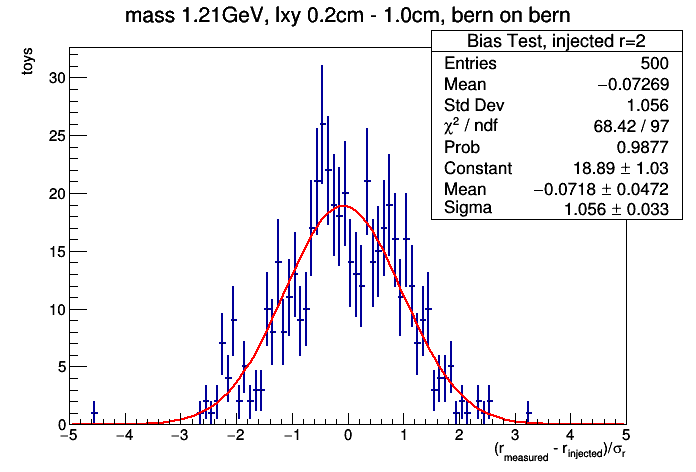 mass 1.21GeV, lxy 0.2cm - 1.0cm, bern on bern
Bias Test, injected r=2
Entries 500
Mean −0.07269
Std Dev 1.056
χ² / ndf 68.42 / 97
Prob 0.9877
Constant 18.89 ± 1.03
Mean −0.0718 ± 0.0472
Sigma 1.056 ± 0.033
toys
30
25
20
15
10
5
0
−5 −4 −3 −2 −1 0 1 2 3 4 5
(r_measured - r_injected)/σ_r